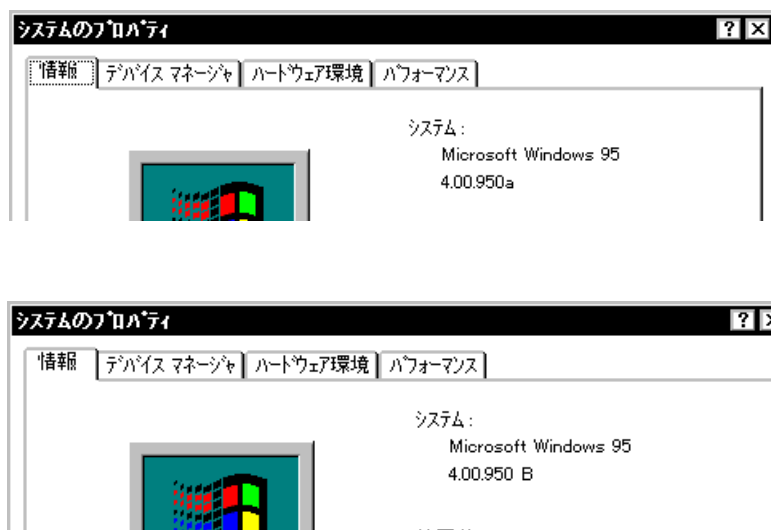 ｼｽﾃﾑのﾌﾟﾛﾊﾟﾃｨ
情報 ﾃﾞﾊﾞｲｽ ﾏﾈｰｼﾞｬ ﾊｰﾄﾞｳｪｱ環境 ﾊﾟﾌｫｰﾏﾝｽ
ｼｽﾃﾑ:
Microsoft Windows 95
4.00.950a
ｼｽﾃﾑのﾌﾟﾛﾊﾟﾃｨ
情報 ﾃﾞﾊﾞｲｽ ﾏﾈｰｼﾞｬ ﾊｰﾄﾞｳｪｱ環境 ﾊﾟﾌｫｰﾏﾝｽ
ｼｽﾃﾑ:
Microsoft Windows 95
4.00.950 B